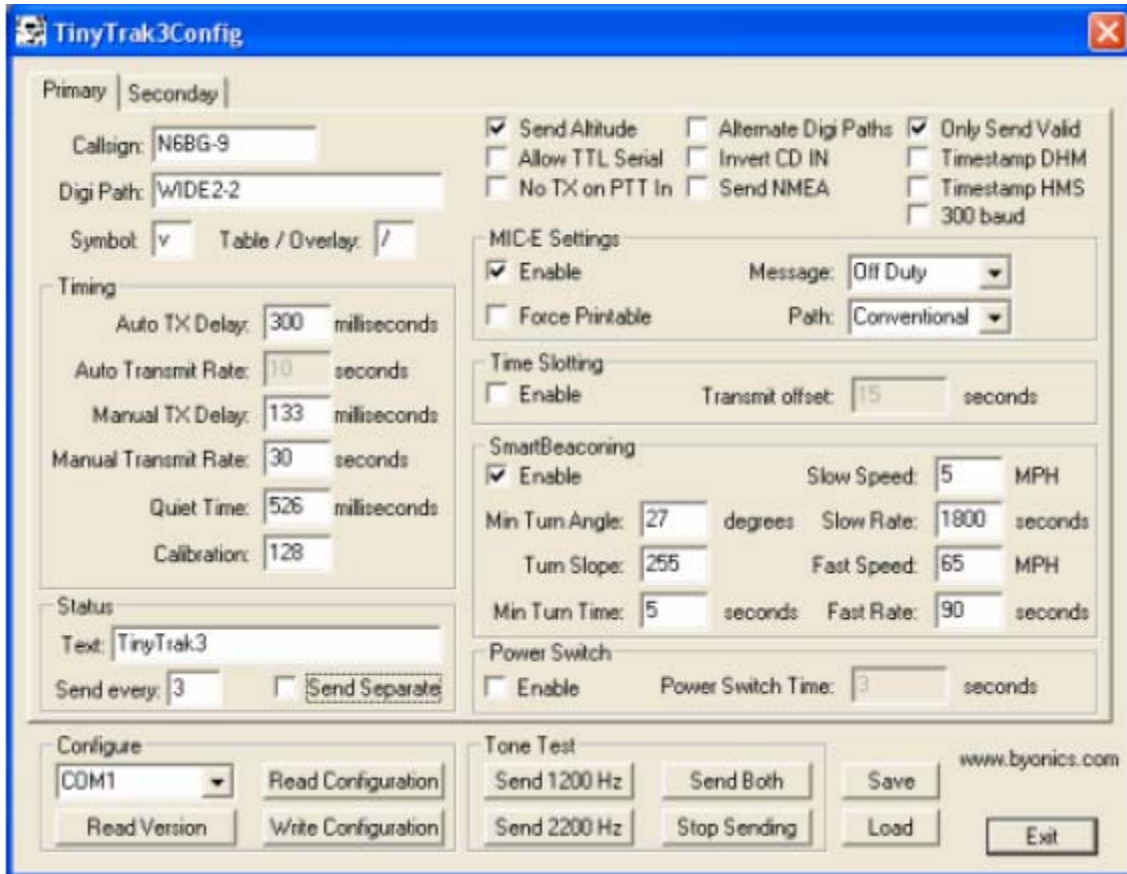 TinyTrak3Config
Primary Seconday
Callsign: N6BG-9
Digi Path: WIDE2-2
Symbol: v Table / Overlay: /
Timing
Auto TX Delay: 300 milliseconds
Auto Transmit Rate: 10 seconds
Manual TX Delay: 133 milliseconds
Manual Transmit Rate: 30 seconds
Quiet Time: 526 milliseconds
Calibration: 128
Status
Text: TinyTrak3
Send every: 3 Send Separate
Send Altitude Alternate Digi Paths Only Send Valid
Allow TTL Serial Invert CD IN Timestamp DHM
No TX on PTT In Send NMEA Timestamp HMS
300 baud
MIC-E Settings
Enable Message: Off Duty
Force Printable Path: Conventional
Time Slotting
Enable Transmit offset: 15 seconds
SmartBeaconing
Enable Slow Speed: 5 MPH
Min Turn Angle: 27 degrees Slow Rate: 1800 seconds
Turn Slope: 255 Fast Speed: 65 MPH
Min Turn Time: 5 seconds Fast Rate: 90 seconds
Power Switch
Enable Power Switch Time: 3 seconds
Configure
COM1 Read Configuration
Read Version Write Configuration
Tone Test
Send 1200 Hz Send Both
Send 2200 Hz Stop Sending
Save
Load
www.byonics.com
Exit